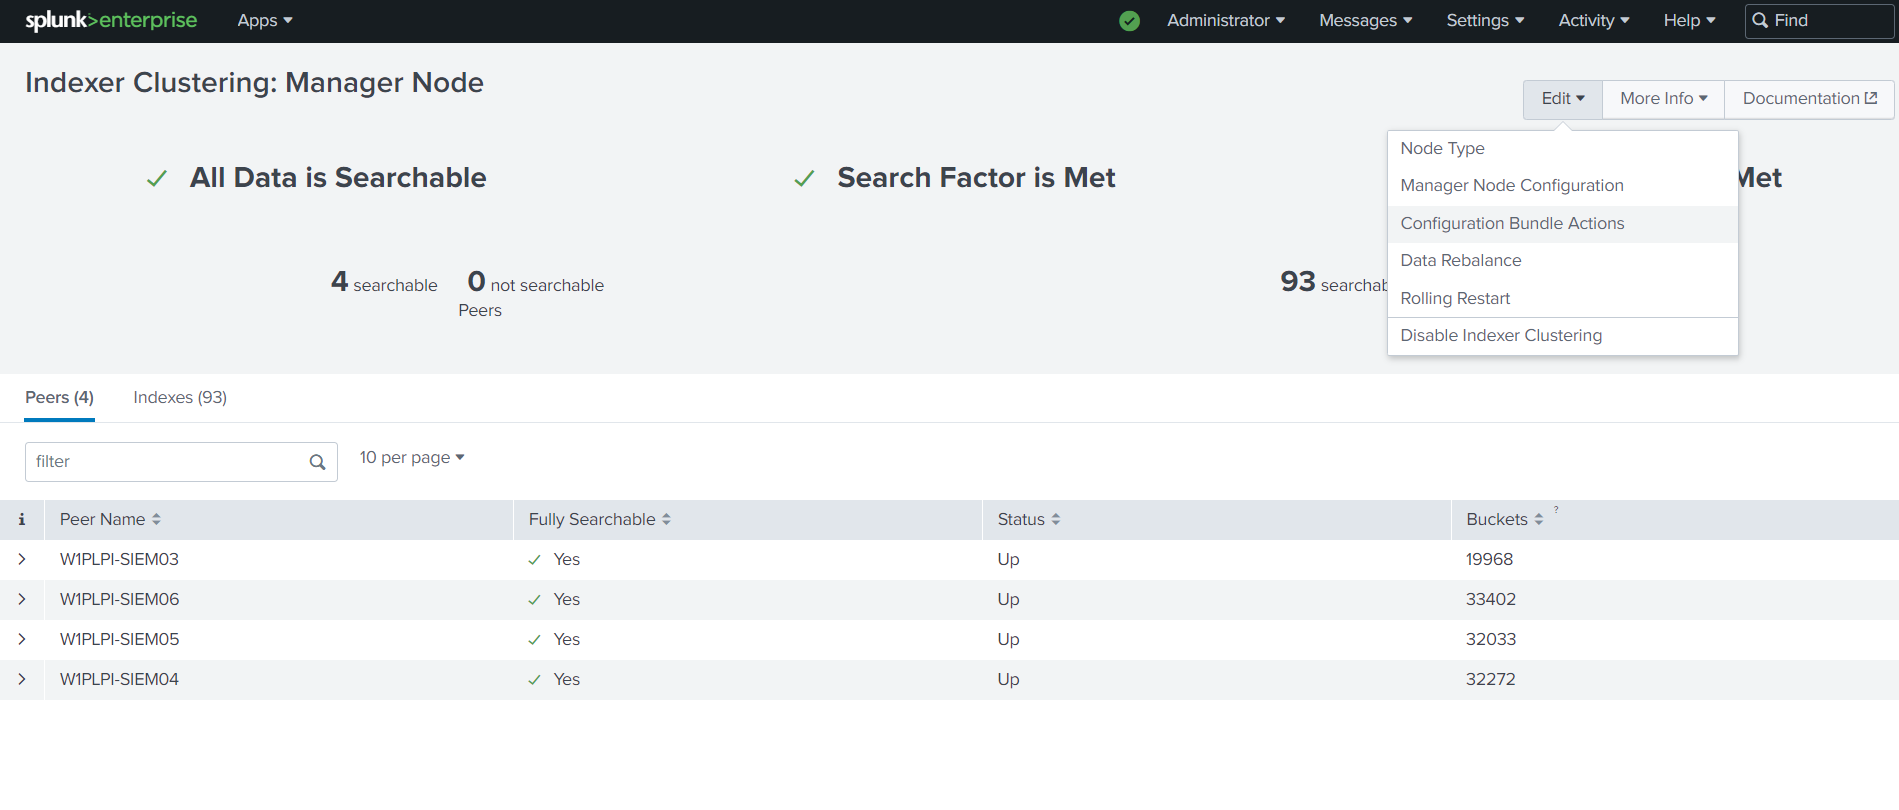 splunk>enterprise Apps Administrator Messages Settings Activity Help Find
Indexer Clustering: Manager Node
Edit More Info Documentation
Node Type
Manager Node Configuration
Configuration Bundle Actions
Data Rebalance
Rolling Restart
Disable Indexer Clustering
All Data is Searchable Search Factor is Met Met
4 searchable 0 not searchable 93
Peers
Peers (4) Indexes (93)
filter 10 per page
i Peer Name Fully Searchable Status Buckets ?
W1PLPI-SIEM03 Yes Up 19968
W1PLPI-SIEM06 Yes Up 33402
W1PLPI-SIEM05 Yes Up 32033
W1PLPI-SIEM04 Yes Up 32272